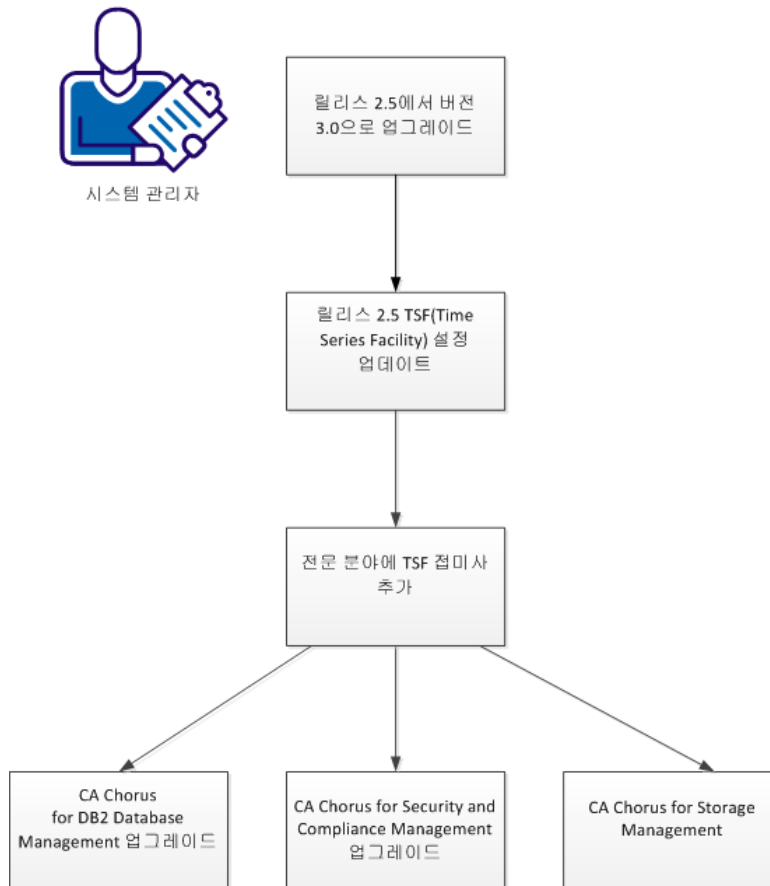 시스템 관리자
릴리스 2.5에서 버전
3.0으로 업그레이드
릴리스 2.5 TSF(Time
Series Facility) 설정
업데이트
전문 분야에 TSF 접미사
추가
CA Chorus
for DB2 Database
Management 업그레이드
CA Chorus for Security and
Compliance Management
업그레이드
CA Chorus for Storage
Management